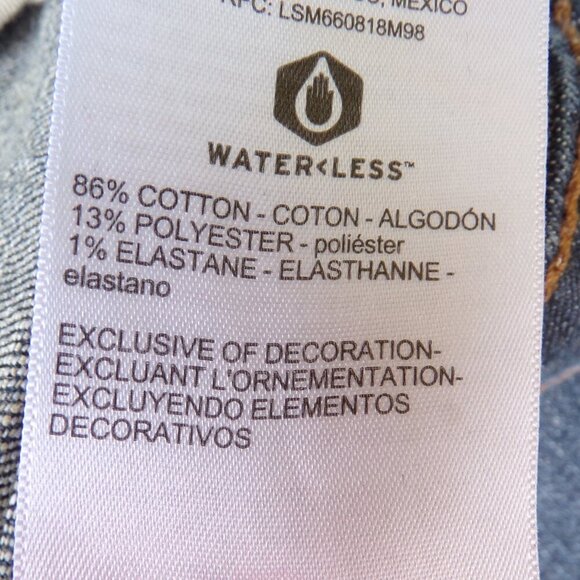 MEXICO
RFC: LSM660818M98
WATER<LESS™
86% COTTON - COTON - ALGODÓN
13% POLYESTER - poliéster
1% ELASTANE - ELASTHANNE -
elastano
EXCLUSIVE OF DECORATION-
EXCLUANT L'ORNEMENTATION-
EXCLUYENDO ELEMENTOS
DECORATIVOS